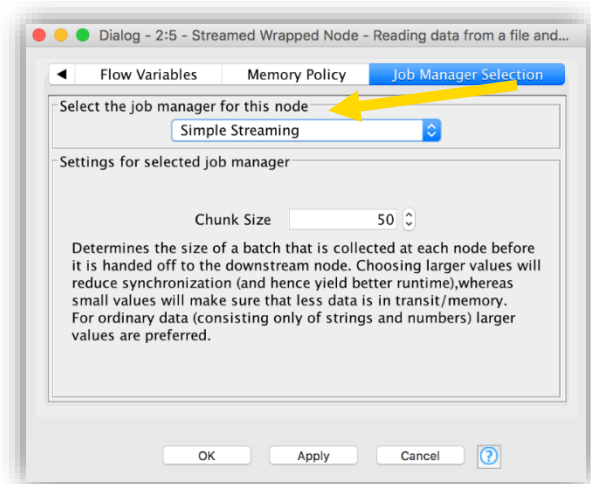 Dialog - 2:5 - Streamed Wrapped Node - Reading data from a file and...
Flow Variables Memory Policy Job Manager Selection
Select the job manager for this node
Simple Streaming
Settings for selected job manager
Chunk Size 50
Determines the size of a batch that is collected at each node before
it is handed off to the downstream node. Choosing larger values will
reduce synchronization (and hence yield better runtime),whereas
small values will make sure that less data is in transit/memory.
For ordinary data (consisting only of strings and numbers) larger
values are preferred.
OK Apply Cancel ?